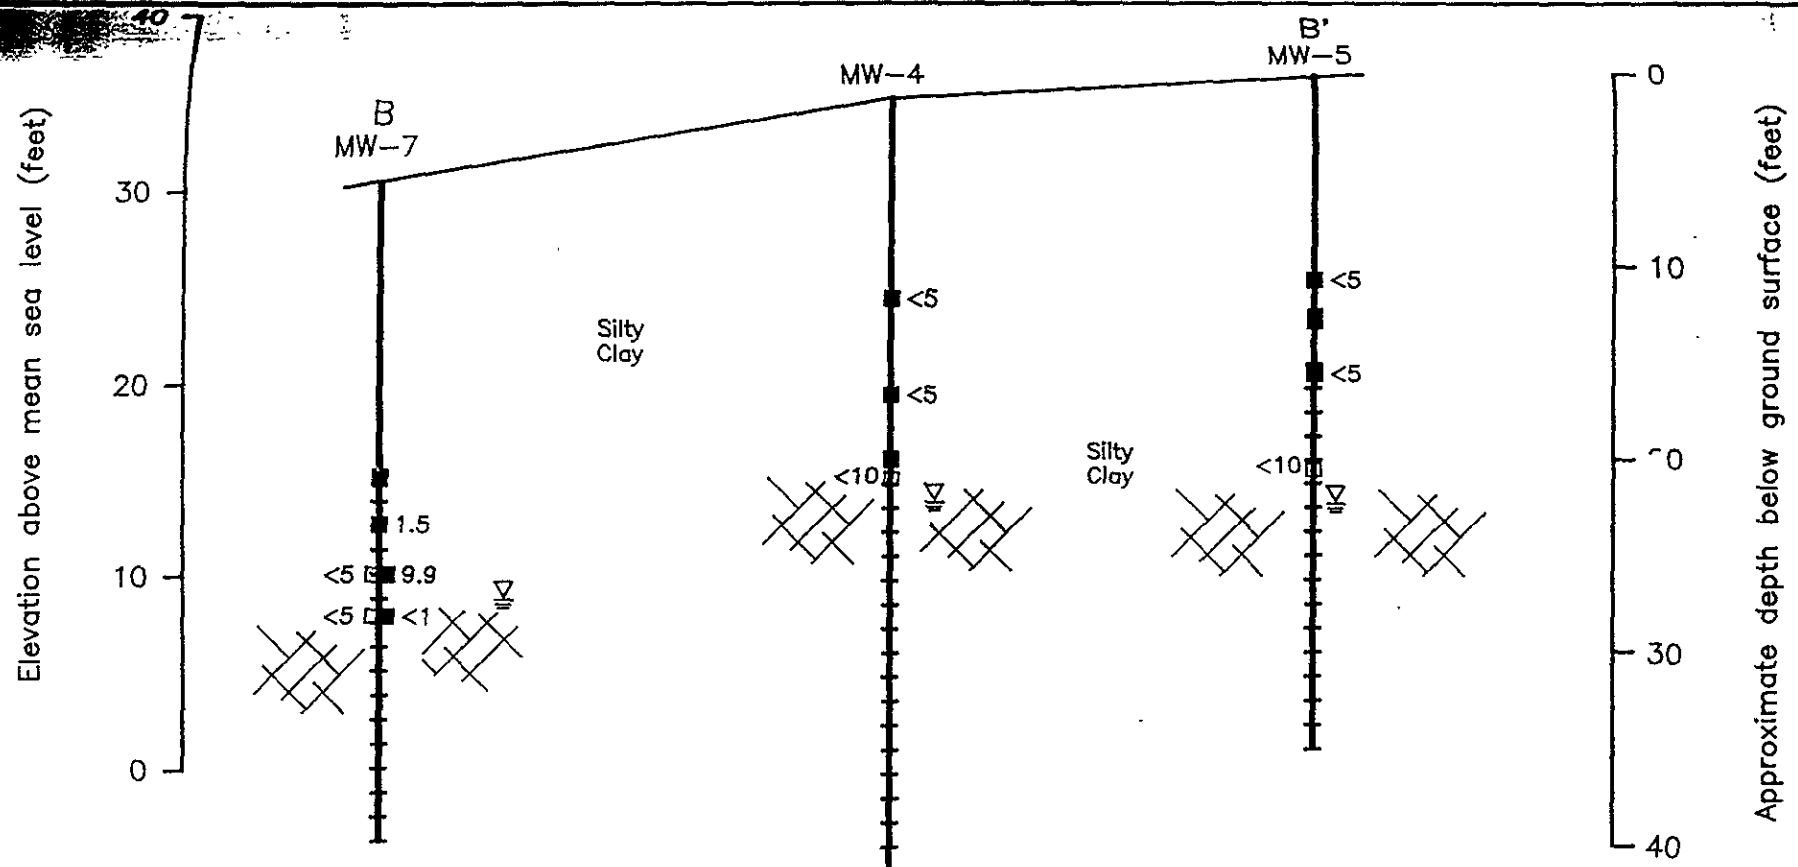 40
B'
MW-5
MW-4
0
B
MW-7
Elevation above mean sea level (feet)
Approximate depth below ground surface (feet)
30
10
<5
<5
Silty
Clay
20
<5
<5
Silty
Clay
<10
<10
1.5
10
<5
9.9
<5
<1
30
0
40